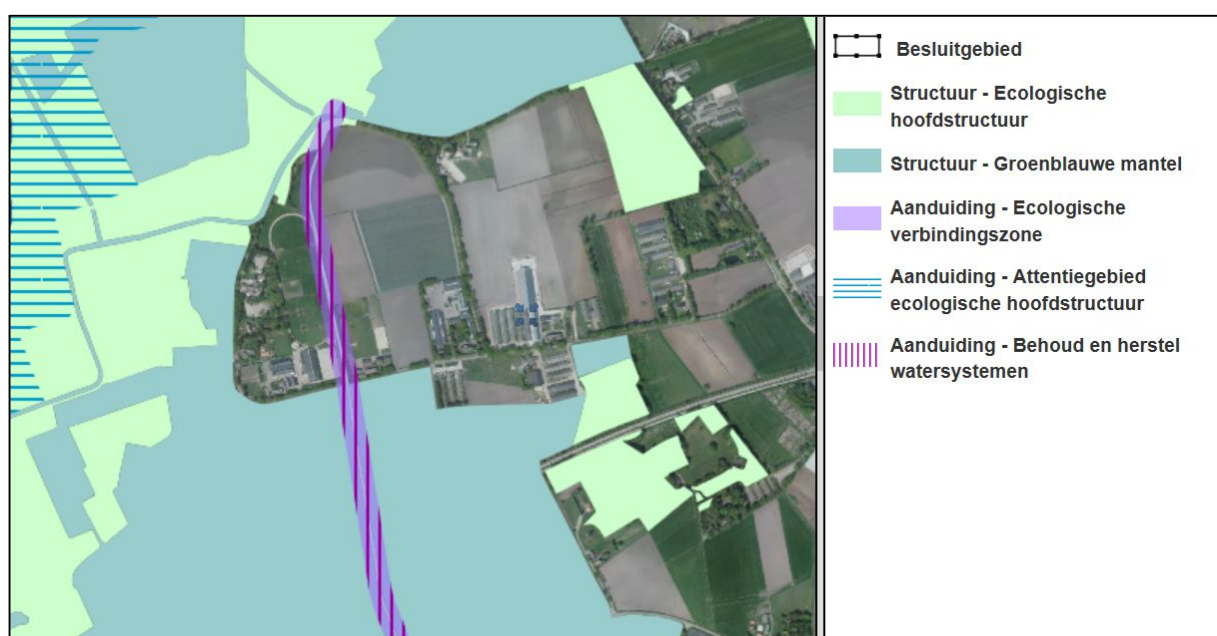 Besluitgebied
Structuur - Ecologische
hoofdstructuur
Structuur - Groenblauwe mantel
Aanduiding - Ecologische
verbindingszone
Aanduiding - Attentiegebied
ecologische hoofdstructuur
Aanduiding - Behoud en herstel
watersystemen